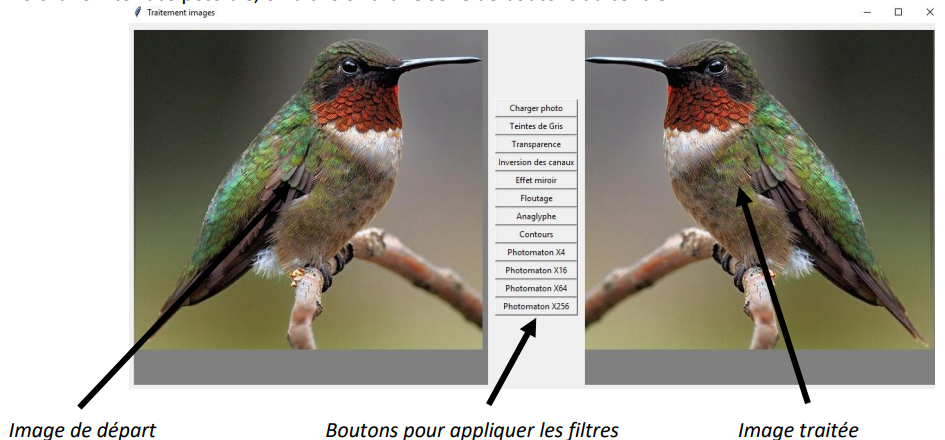 Traitement images
Charger photo
Teintes de Gris
Transparence
Inversion des canaux
Effet miroir
Floutage
Anaglyphe
Contours
Photomaton X4
Photomaton X16
Photomaton X64
Photomaton X256
Image de départ
Boutons pour appliquer les filtres
Image traitée